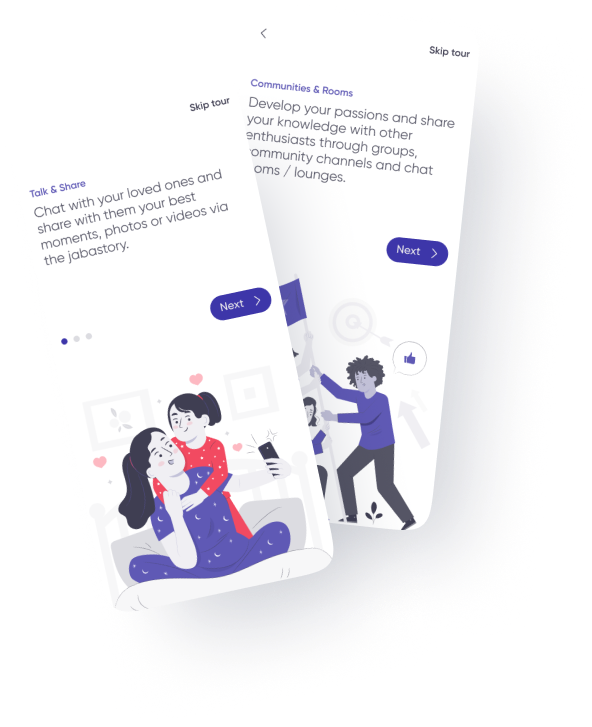 Skip tour
Talk & Share
Chat with your loved ones and
share with them your best
moments, photos or videos via
the jabastory.
Next
Skip tour
Communities & Rooms
Develop your passions and share
your knowledge with other
enthusiasts through groups,
community channels and chat
/ lounges.
Next